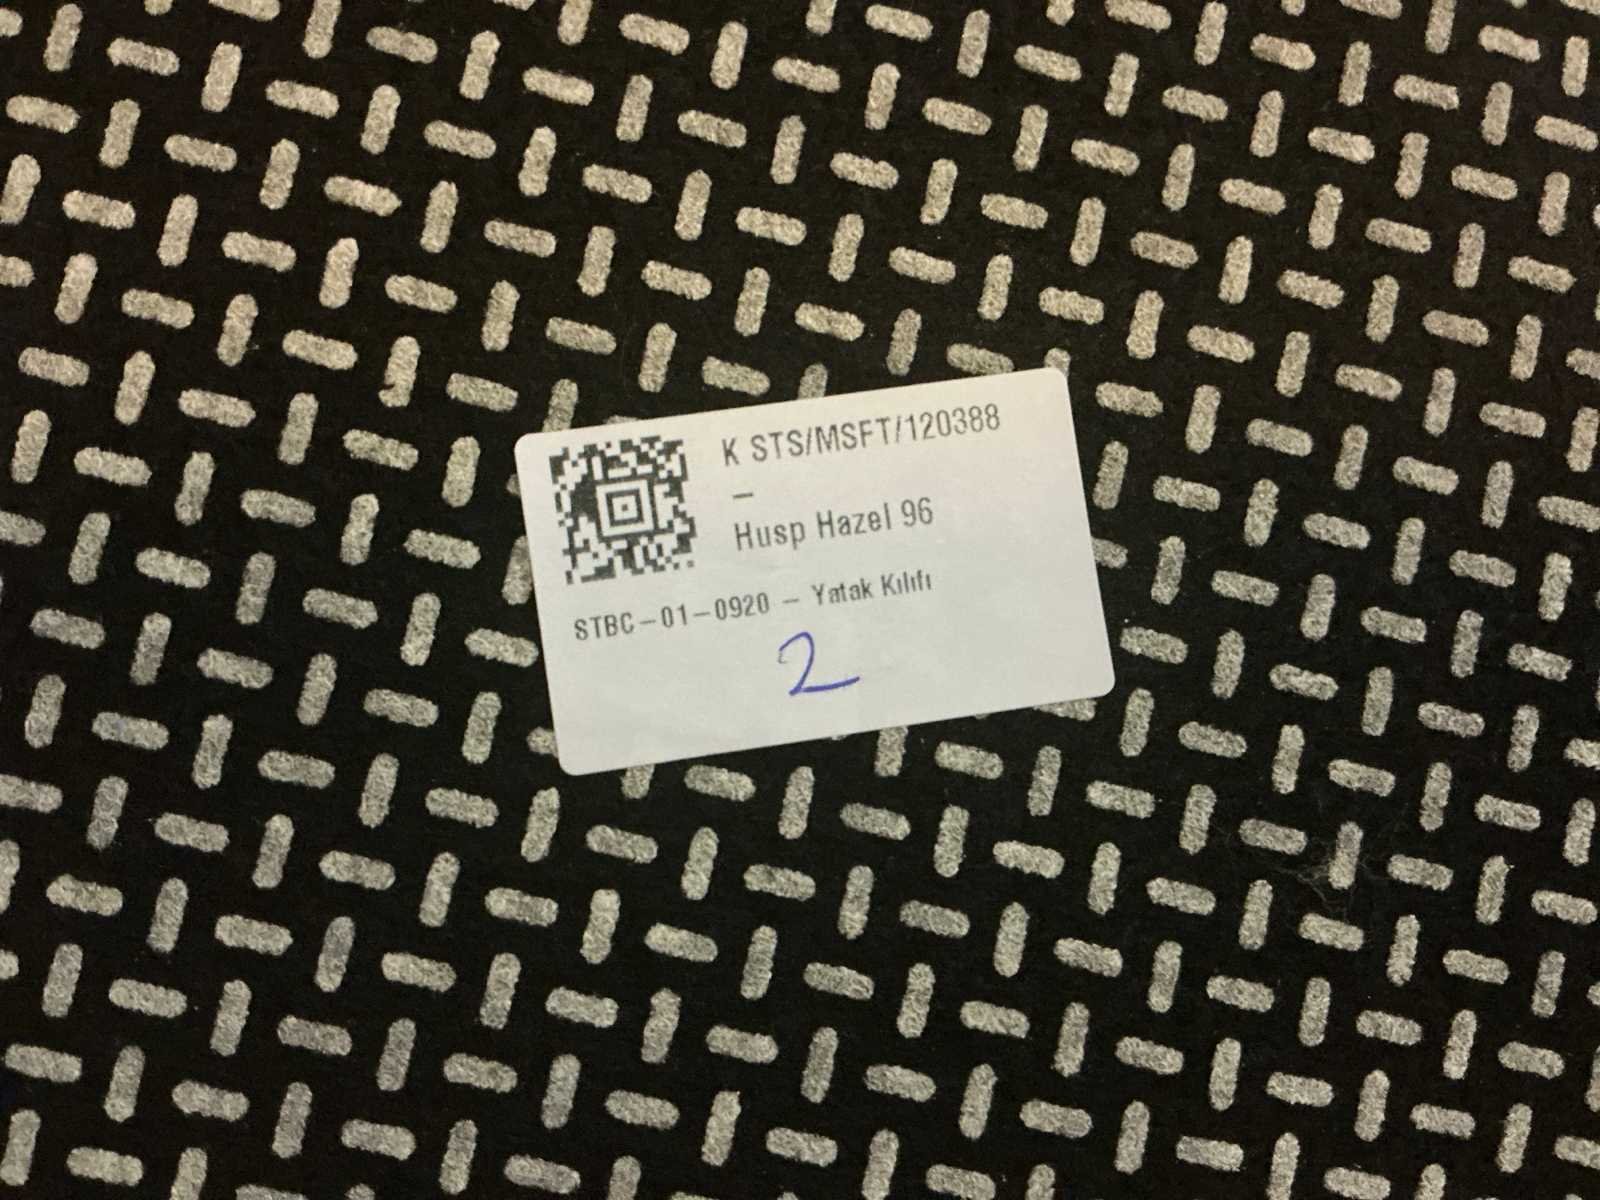 K STS/MSFT/120388
–
Husp Hazel 96
STBC-01-0920 – Yatak Kılıfı
2